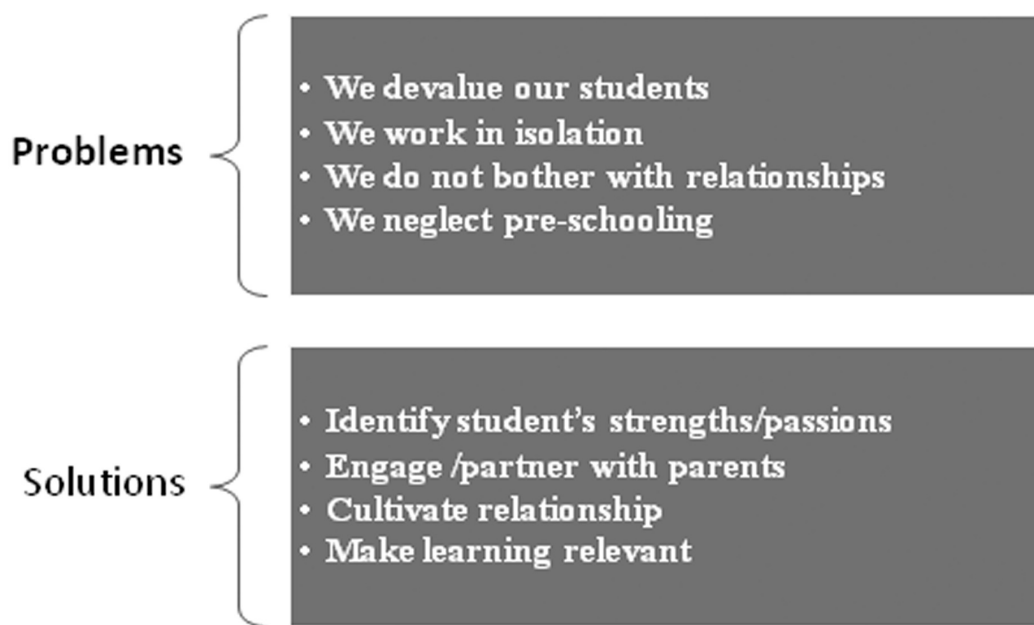 Problems
• We devalue our students
• We work in isolation
• We do not bother with relationships
• We neglect pre-schooling
Solutions
• Identify student’s strengths/passions
• Engage /partner with parents
• Cultivate relationship
• Make learning relevant